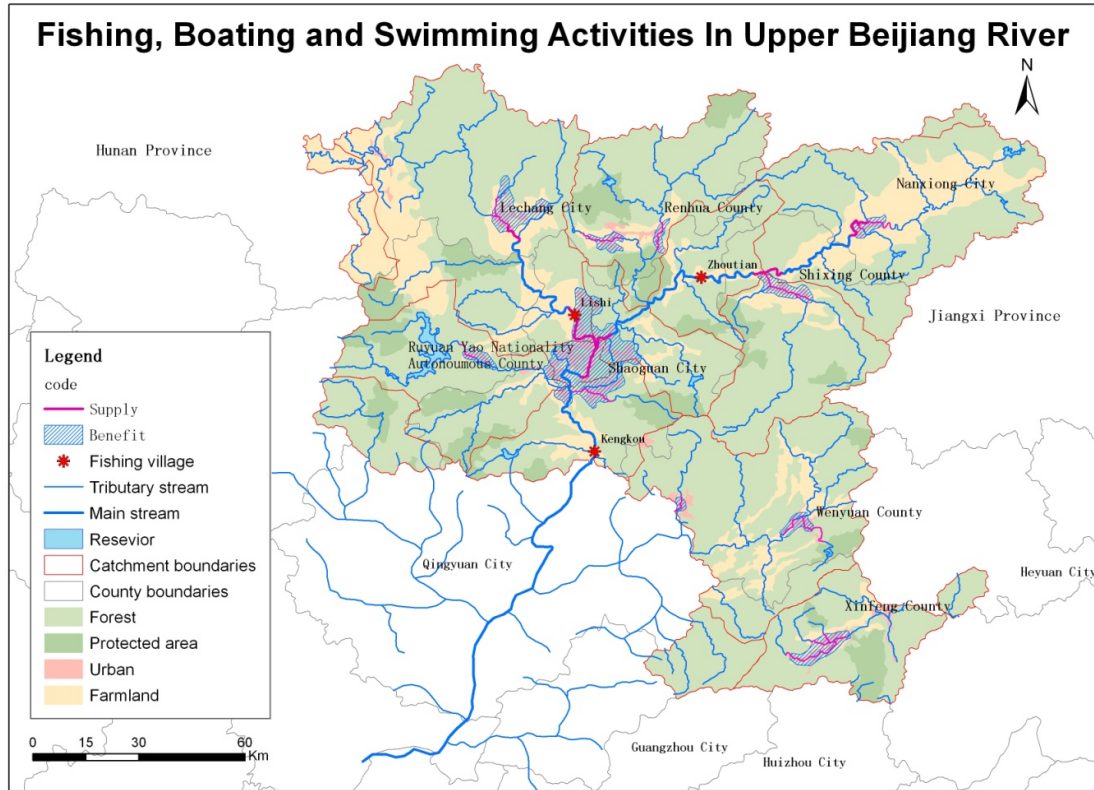 Fishing, Boating and Swimming Activities In Upper Beijiang River
N
Hunan Province
Nanxiong City
Lechang City
Renhua County
Zhoutian
Shixing County
Lishi
Jiangxi Province
Ruyuan Yao Nationality
Autonoumous County
Shaoguan City
Kengkou
Wenyuan County
Qingyuan City
Heyuan City
Xinfeng County
Guangzhou City
Huizhou City
Legend
code
Supply
Benefit
Fishing village
Tributary stream
Main stream
Resevior
Catchment boundaries
County boundaries
Forest
Protected area
Urban
Farmland
0 15 30 60
Km